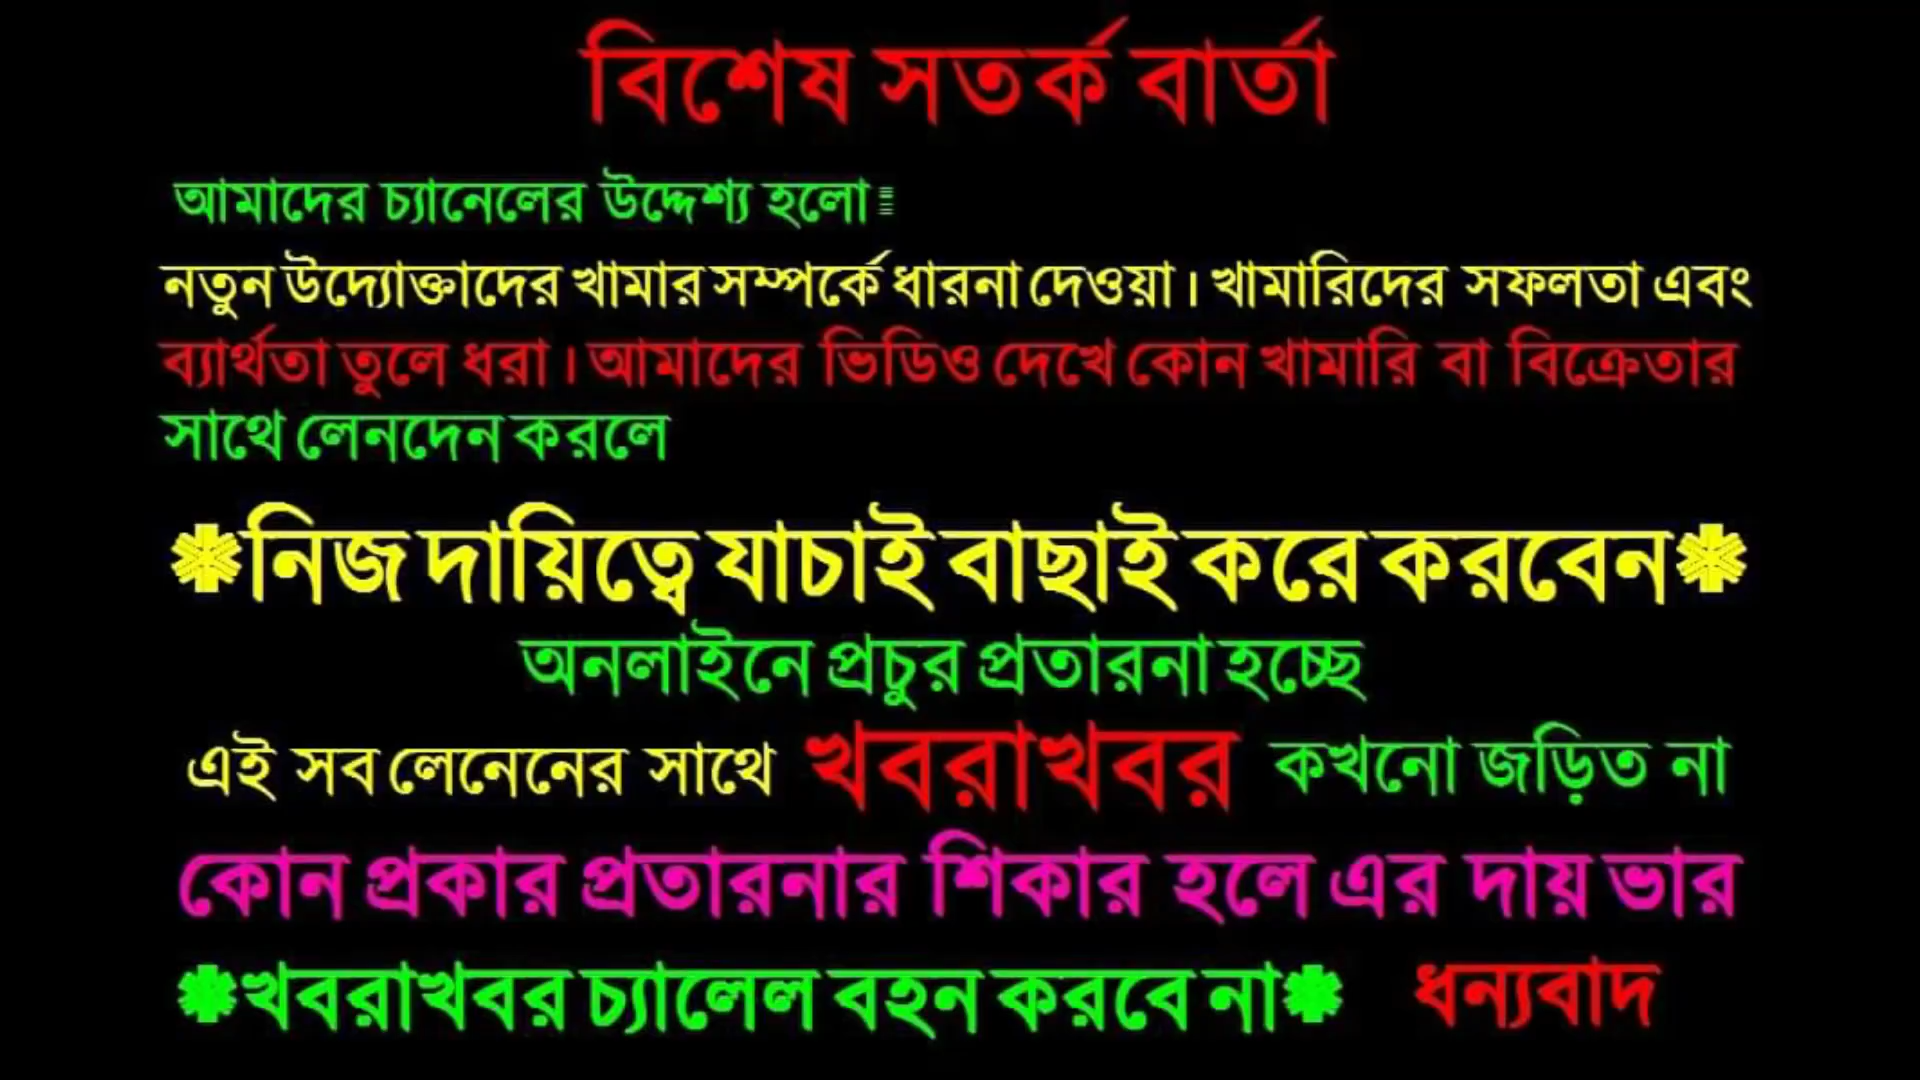 বিশেষ সতর্ক বার্তা
আমাদের চ্যানেলের উদ্দেশ্য হলো ঃ
নতুন উদ্যোক্তাদের খামার সম্পর্কে ধারনা দেওয়া । খামারিদের সফলতা এবং
ব্যার্থতা তুলে ধরা । আমাদের ভিডিও দেখে কোন খামারি বা বিক্রেতার
সাথে লেনদেন করলে
*নিজ দায়িত্বে যাচাই বাছাই করে করবেন*
অনলাইনে প্রচুর প্রতারনা হচ্ছে
এই সব লেনেনের সাথে খবরাখবর কখনো জড়িত না
কোন প্রকার প্রতারনার শিকার হলে এর দায় ভার
*খবরাখবর চ্যালেল বহন করবে না* ধন্যবাদ